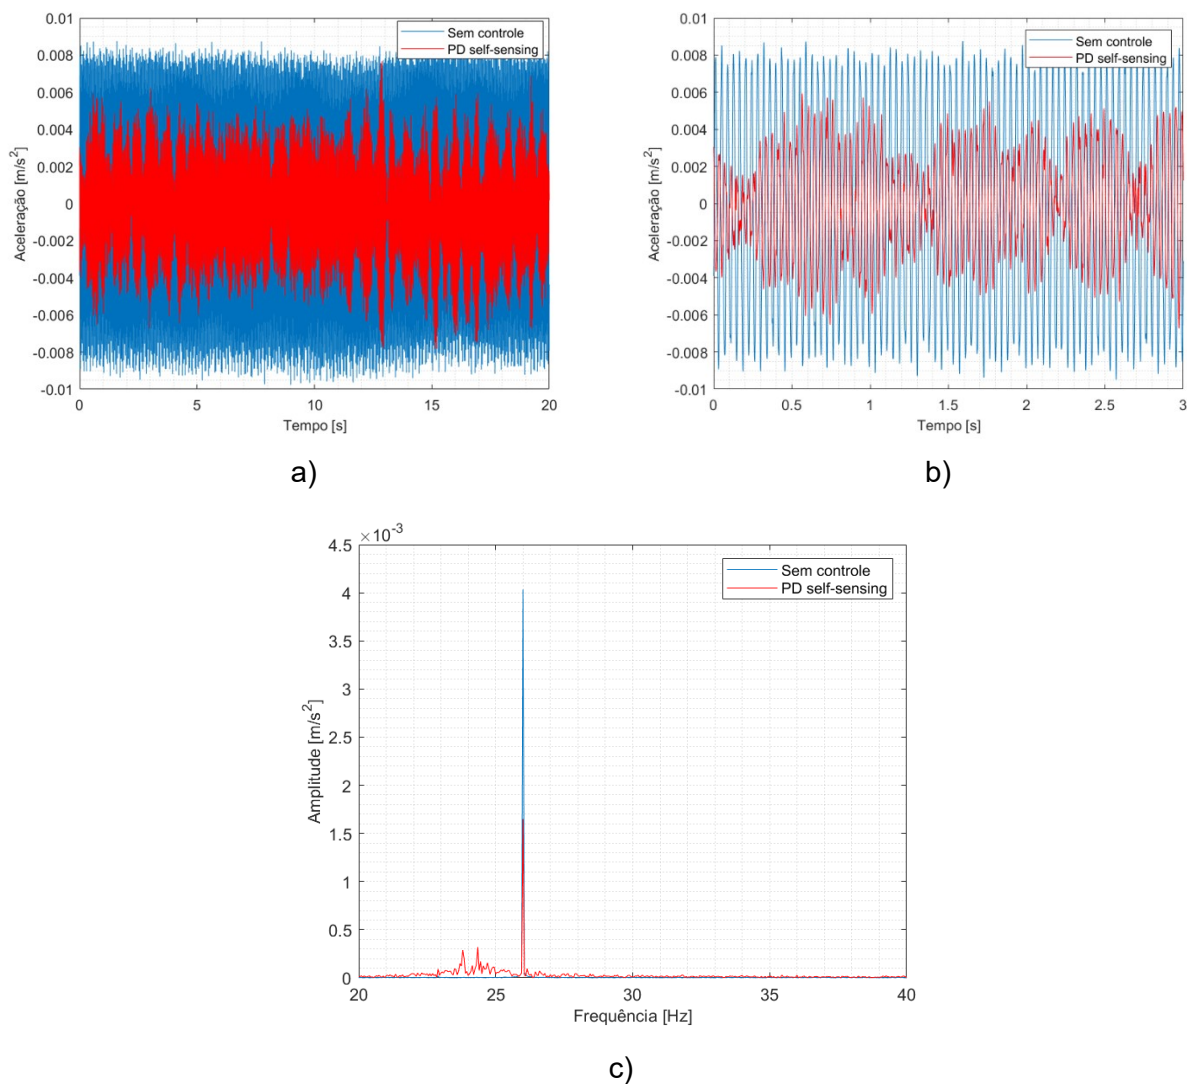 0.01
0.008
0.006
0.004
0.002
0
-0.002
-0.004
-0.006
-0.008
-0.01
Aceleração [m/s²]
Sem controle
PD self-sensing
0 5 10 15 20
Tempo [s]
a)
0.01
0.008
0.006
0.004
0.002
0
-0.002
-0.004
-0.006
-0.008
-0.01
Aceleração [m/s²]
Sem controle
PD self-sensing
0 0.5 1 1.5 2 2.5 3
Tempo [s]
b)
×10⁻³
4.5
4
3.5
3
2.5
2
1.5
1
0.5
0
Amplitude [m/s²]
Sem controle
PD self-sensing
20 25 30 35 40
Frequência [Hz]
c)